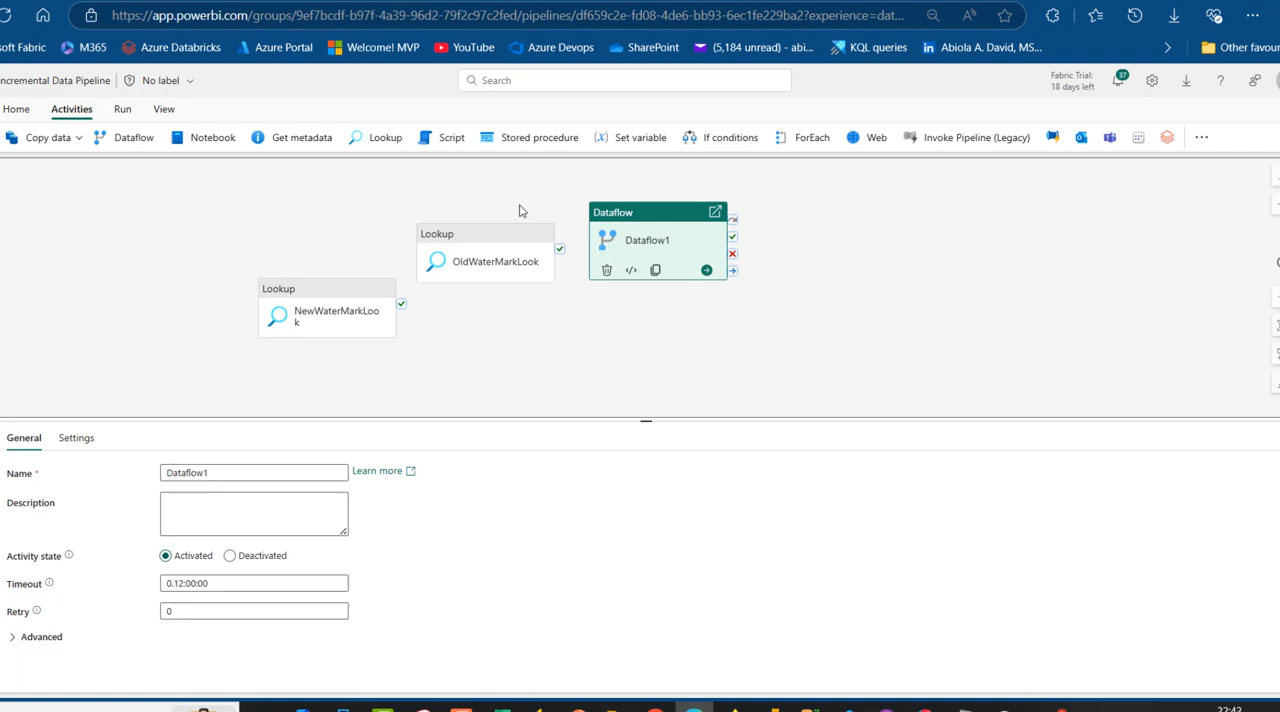 https://app.powerbi.com/groups/9ef7bcdf-b97f-4a39-96d2-79f2c97c2fed/pipelines/df659c2e-fd08-4de6-bb93-6ec1fe229ba2?experience=dat...
oft Fabric M365 Azure Databricks Azure Portal Welcome! MVP YouTube Azure Devops SharePoint (5,184 unread) - abi... KQL queries Abiola A. David, MS... Other favou
ncremental Data Pipeline No label Search Fabric Trial: 37
18 days left
Home Activities Run View
Copy data Dataflow Notebook Get metadata Lookup Script Stored procedure (x) Set variable If conditions ForEach Web Invoke Pipeline (Legacy)
Dataflow
Lookup
Dataflow1
OldWaterMarkLook
Lookup
NewWaterMarkLoo
k
General Settings
Name * Dataflow1 Learn more
Description
Activity state Activated Deactivated
Timeout 0.12:00:00
Retry 0
Advanced
22:43